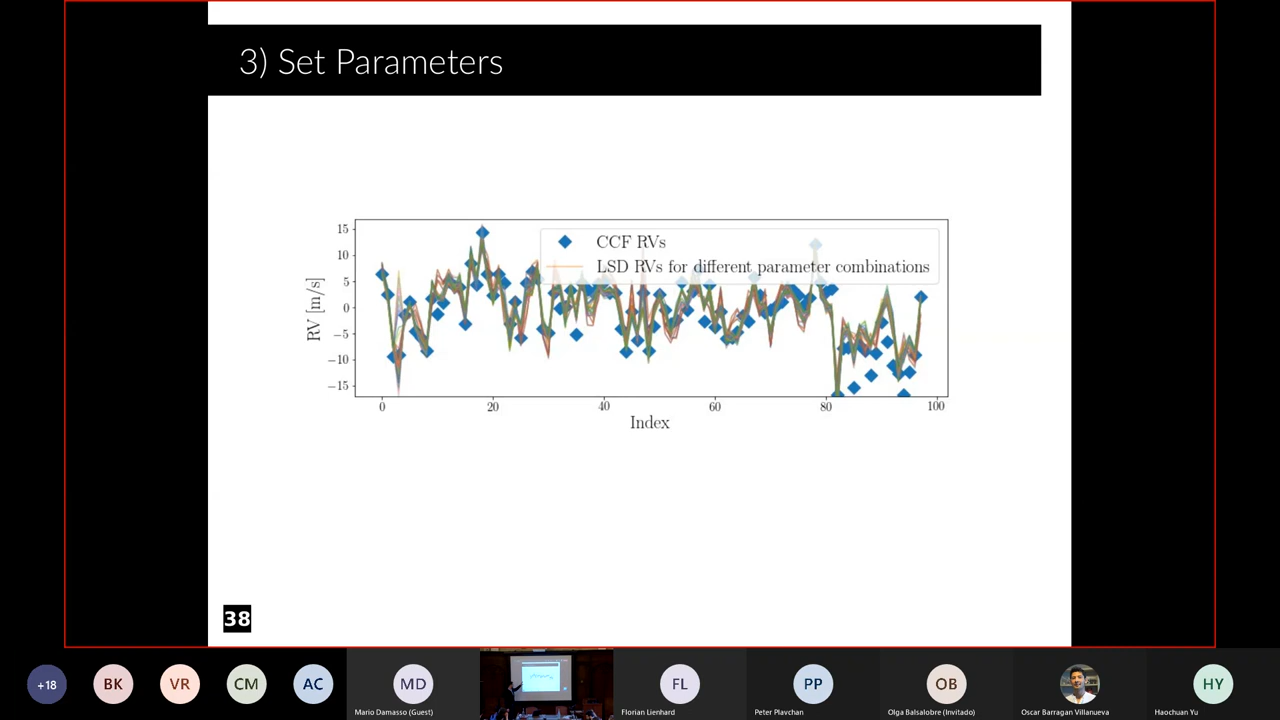 3) Set Parameters
15
10
5
0
−5
−10
−15
RV [m/s]
CCF RVs
LSD RVs for different parameter combinations
0
20
40
60
80
100
Index
38
+18
BK
VR
CM
AC
MD
FL
PP
OB
HY
Mario Damasso (Guest)
Florian Lienhard
Peter Plavchan
Olga Balsalobre (Invitado)
Oscar Barragan Villanueva
Haochuan Yu